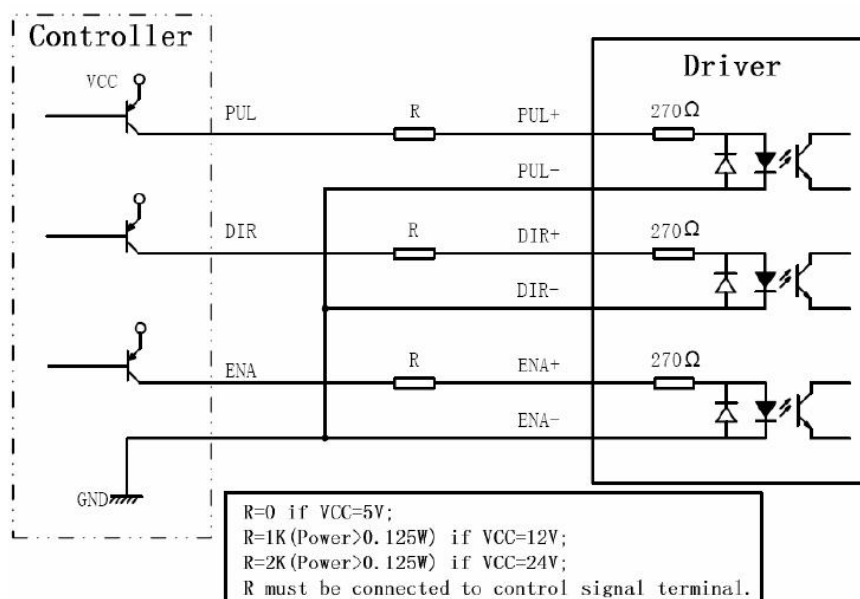 Controller
Driver
VCC
PUL
R
PUL+
270Ω
PUL-
DIR
R
DIR+
270Ω
DIR-
ENA
R
ENA+
270Ω
ENA-
GND
R=0 if VCC=5V;
R=1K(Power>0.125W) if VCC=12V;
R=2K(Power>0.125W) if VCC=24V;
R must be connected to control signal terminal.